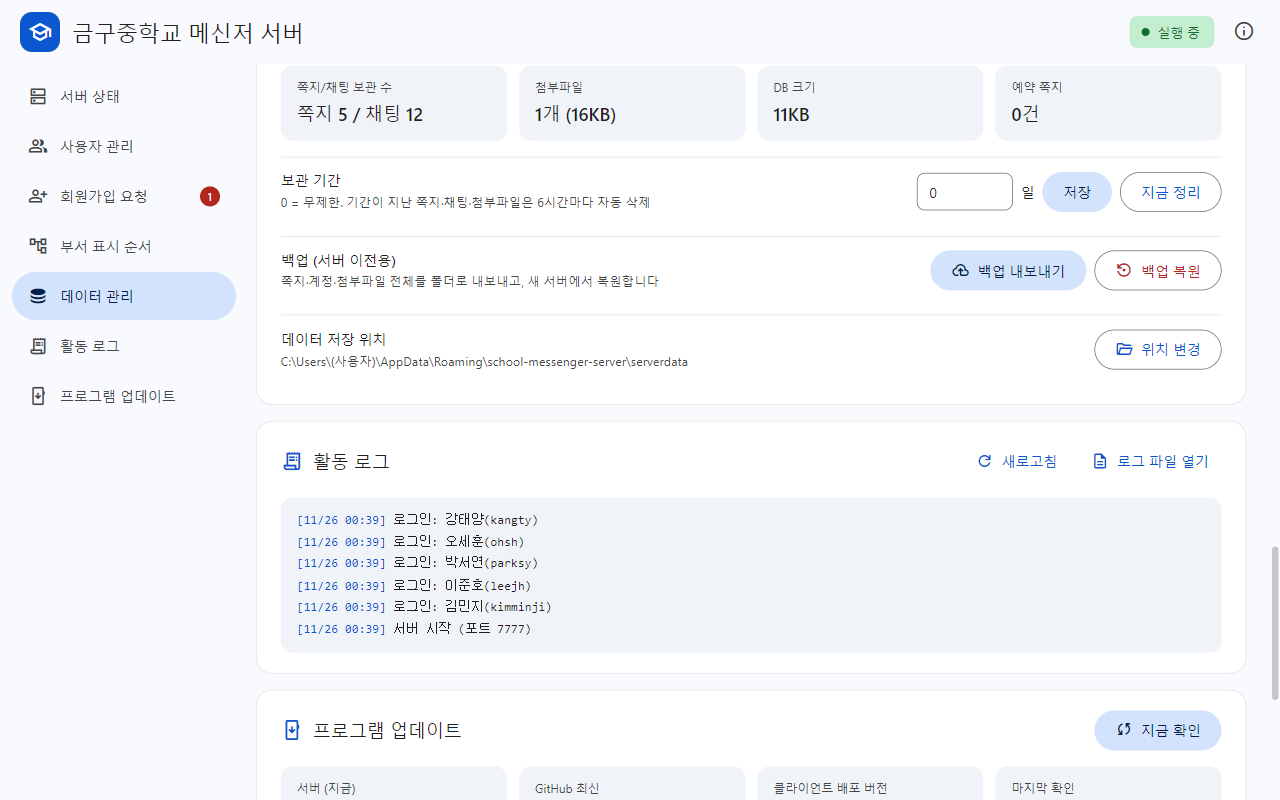 금구중학교 메신저 서버
실행 중
서버 상태
사용자 관리
회원가입 요청
1
부서 표시 순서
데이터 관리
활동 로그
프로그램 업데이트
쪽지/채팅 보관 수
쪽지 5 / 채팅 12
첨부파일
1개 (16KB)
DB 크기
11KB
예약 쪽지
0건
보관 기간
0 = 무제한. 기간이 지난 쪽지·채팅·첨부파일은 6시간마다 자동 삭제
0
일
저장
지금 정리
백업 (서버 이전용)
쪽지·계정·첨부파일 전체를 폴더로 내보내고, 새 서버에서 복원합니다
백업 내보내기
백업 복원
데이터 저장 위치
C:\Users\(사용자)\AppData\Roaming\school-messenger-server\serverdata
위치 변경
활동 로그
새로고침
로그 파일 열기
[11/26 00:39] 로그인: 강태양(kangty)
[11/26 00:39] 로그인: 오세훈(ohsh)
[11/26 00:39] 로그인: 박서연(parksy)
[11/26 00:39] 로그인: 이준호(leejh)
[11/26 00:39] 로그인: 김민지(kimminji)
[11/26 00:39] 서버 시작 (포트 7777)
프로그램 업데이트
지금 확인
서버 (지금)
GitHub 최신
클라이언트 배포 버전
마지막 확인